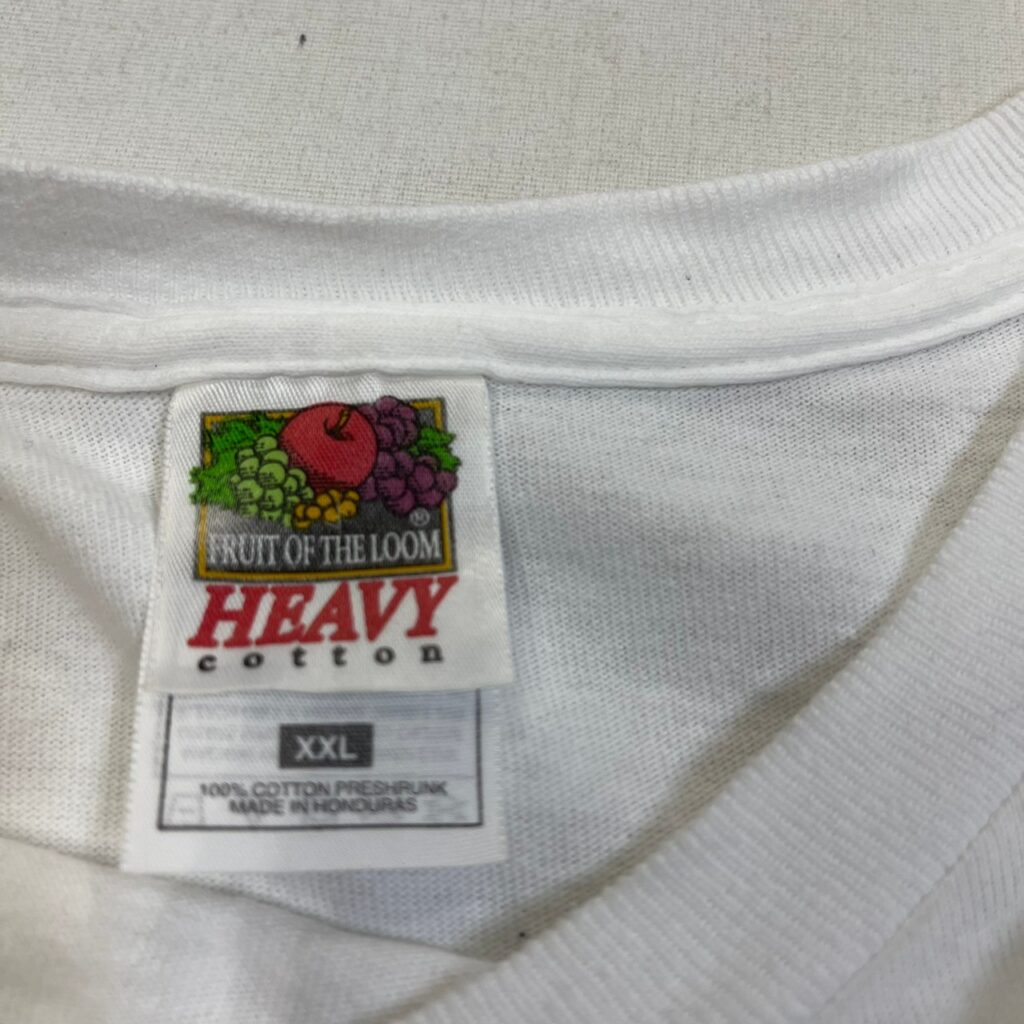 ®
FRUIT OF THE LOOM
HEAVY
cotton
XXL
100% COTTON PRESHRUNK
MADE IN HONDURAS